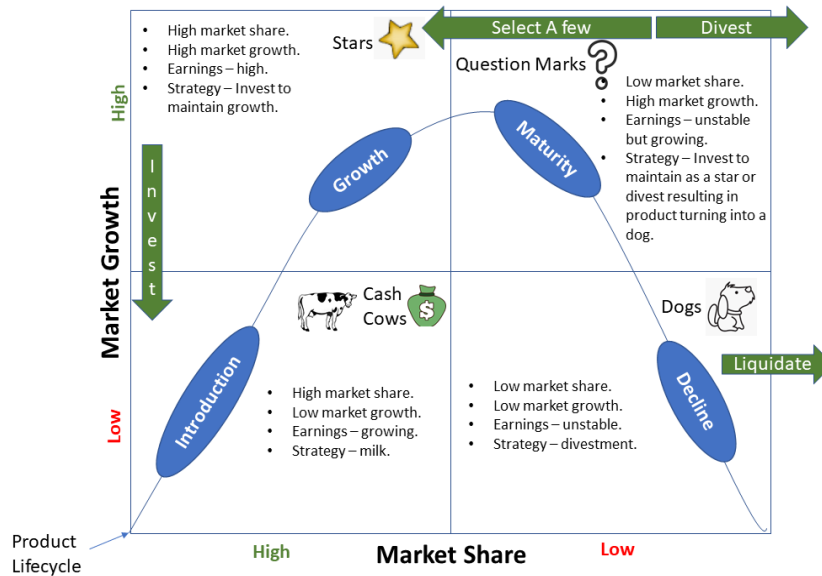 • High market share.
• High market growth.
• Earnings – high.
• Strategy – Invest to
maintain growth.
Stars
Select A few
Divest
Question Marks
• Low market share.
• High market growth.
• Earnings – unstable
but growing.
• Strategy – Invest to
maintain as a star or
divest resulting in
product turning into a
dog.
High
Invest
Growth
Maturity
Market Growth
Cash
Cows
$
Dogs
Liquidate
Introduction
Decline
• High market share.
• Low market growth.
• Earnings – growing.
• Strategy – milk.
• Low market share.
• Low market growth.
• Earnings – unstable.
• Strategy – divestment.
Low
Product
Lifecycle
High
Market Share
Low